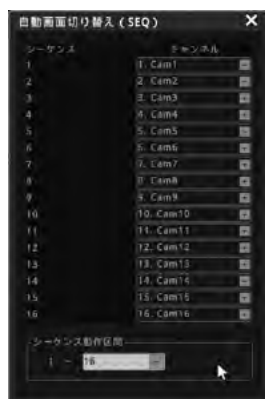 自動画面切り替え ( SEQ )
シーケンス チャンネル
1 1. Cam1
2 2. Cam2
3 3. Cam3
4 4. Cam4
5 5. Cam5
6 6. Cam6
7 7. Cam7
8 8. Cam8
9 9. Cam9
10 10. Cam10
11 11. Cam11
12 12. Cam12
13 13. Cam13
14 14. Cam14
15 15. Cam15
16 16. Cam16
シーケンス動作区間
1 - 16